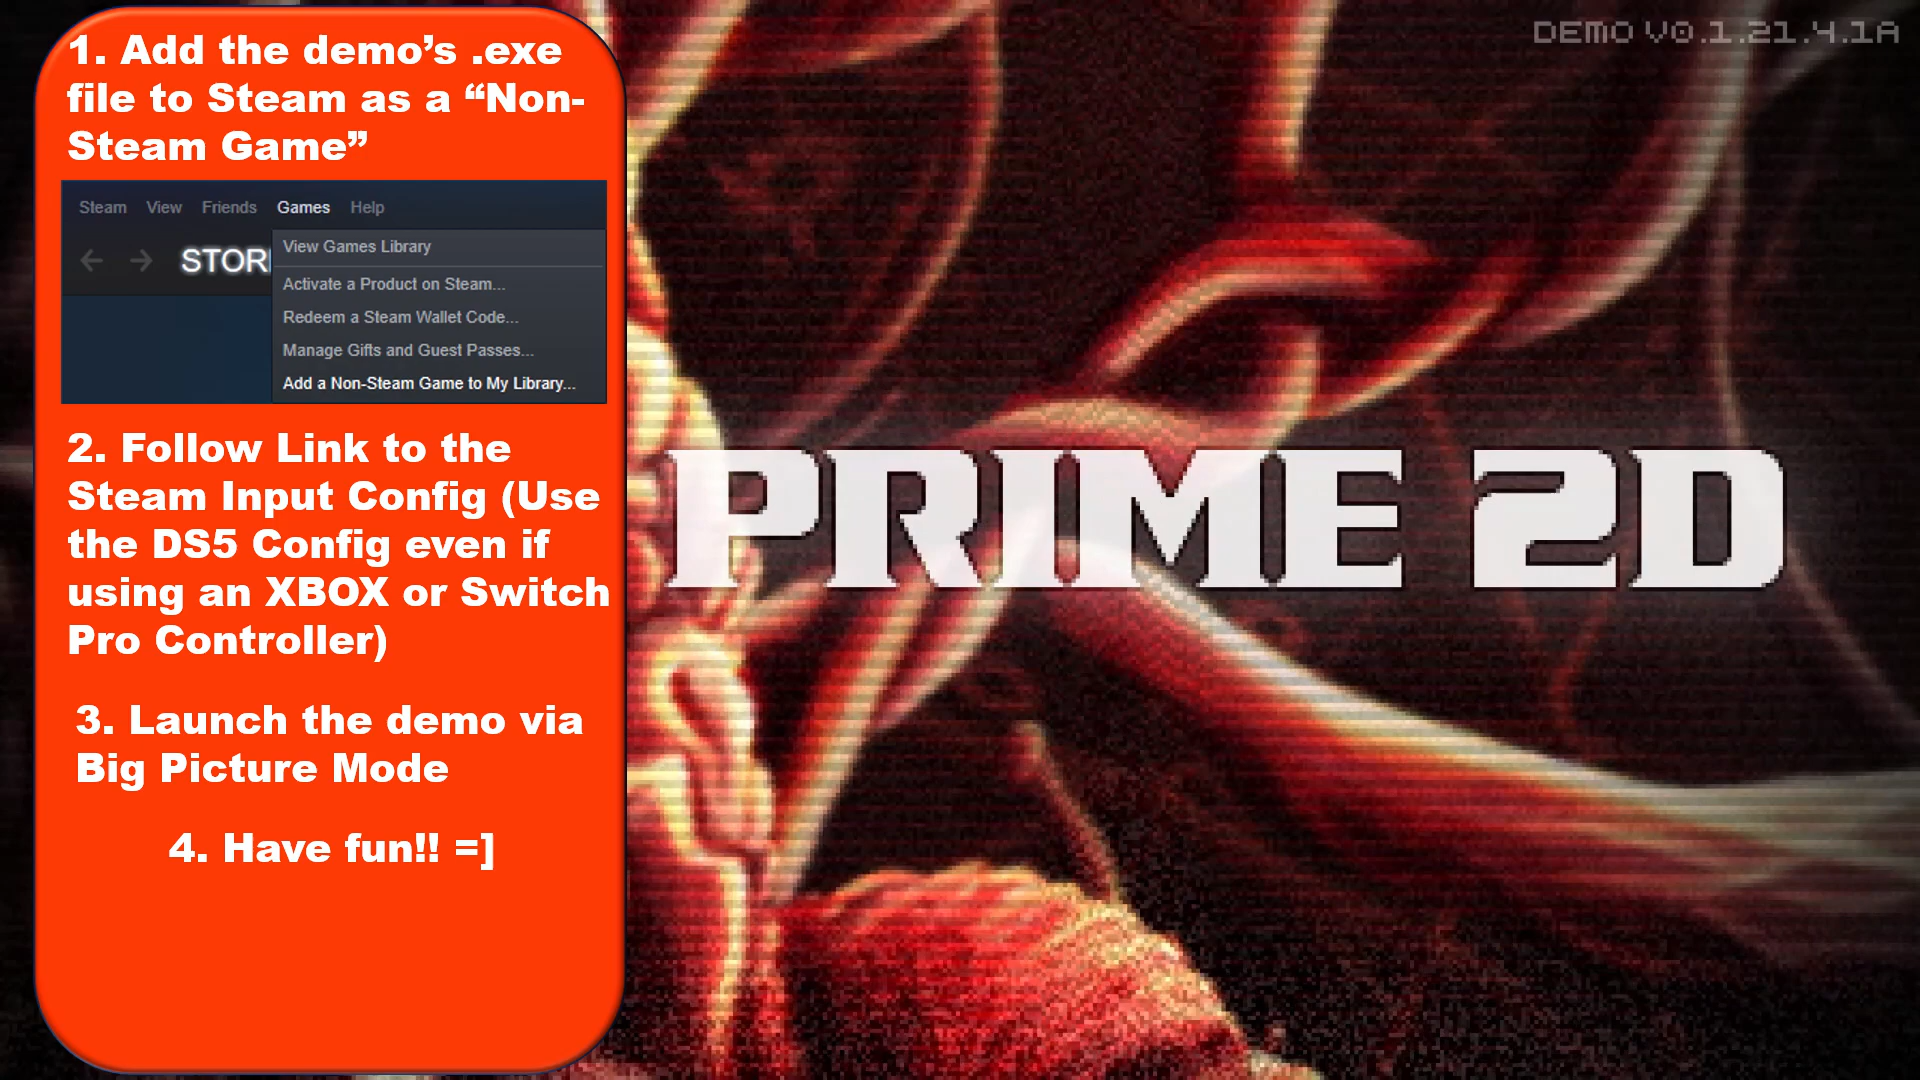 1. Add the demo’s .exe
file to Steam as a “Non-
Steam Game”
Steam View Friends Games Help
STOR
View Games Library
Activate a Product on Steam...
Redeem a Steam Wallet Code...
Manage Gifts and Guest Passes...
Add a Non-Steam Game to My Library...
2. Follow Link to the
Steam Input Config (Use
the DS5 Config even if
using an XBOX or Switch
Pro Controller)
3. Launch the demo via
Big Picture Mode
4. Have fun!! =]
DEMO V0.1.21.4.1A
PRIME 2D